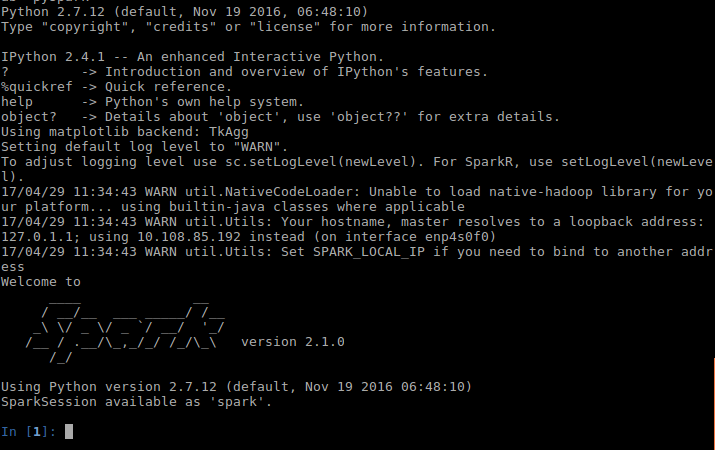 Python 2.7.12 (default, Nov 19 2016, 06:48:10)
Type "copyright", "credits" or "license" for more information.

IPython 2.4.1 -- An enhanced Interactive Python.
?         -> Introduction and overview of IPython's features.
%quickref -> Quick reference.
help      -> Python's own help system.
object?   -> Details about 'object', use 'object??' for extra details.
Using matplotlib backend: TkAgg
Setting default log level to "WARN".
To adjust logging level use sc.setLogLevel(newLevel). For SparkR, use setLogLevel(newLeve
l).
17/04/29 11:34:43 WARN util.NativeCodeLoader: Unable to load native-hadoop library for yo
ur platform... using builtin-java classes where applicable
17/04/29 11:34:43 WARN util.Utils: Your hostname, master resolves to a loopback address:
127.0.1.1; using 10.108.85.192 instead (on interface enp4s0f0)
17/04/29 11:34:43 WARN util.Utils: Set SPARK_LOCAL_IP if you need to bind to another addr
ess
Welcome to
      ____              __
     / __/__  ___ _____/ /__
    _\ \/ _ \/ _ `/ __/  '_/
   /__ / .__/\_,_/_/ /_/\_\   version 2.1.0
      /_/

Using Python version 2.7.12 (default, Nov 19 2016 06:48:10)
SparkSession available as 'spark'.

In [1]: